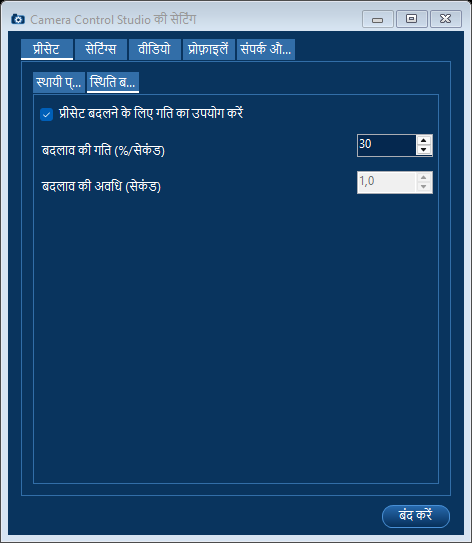 Camera Control Studio की सेटिंग
प्रीसेट सेटिंग्स वीडियो प्रोफ़ाइलें संपर्क औ...
स्थायी प्... स्थिति ब...
प्रीसेट बदलने के लिए गति का उपयोग करें
बदलाव की गति (%/सेकंड) 30
बदलाव की अवधि (सेकंड) 1,0
बंद करें